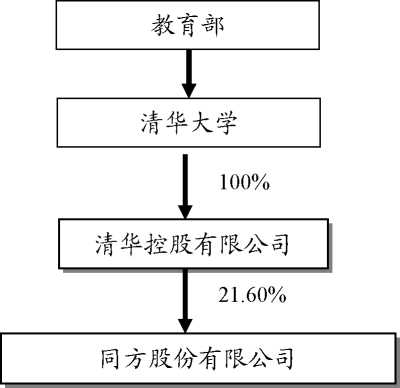 教育部
清华大学
100%
清华控股有限公司
21.60%
同方股份有限公司